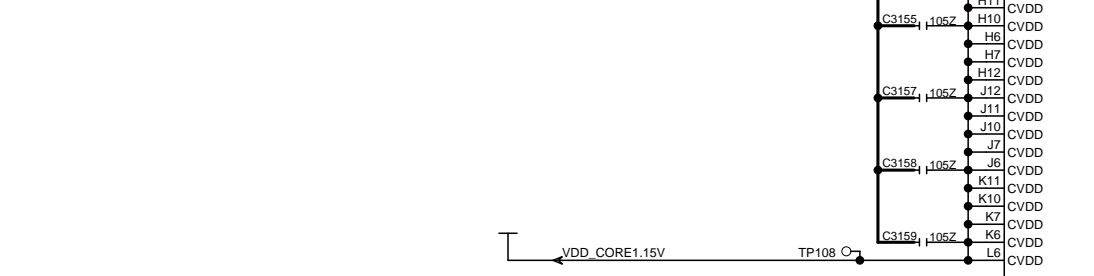 H11 CVDD
C3155 105Z H10 CVDD
H6 CVDD
H7 CVDD
H12 CVDD
C3157 105Z J12 CVDD
J11 CVDD
J10 CVDD
J7 CVDD
C3158 105Z J6 CVDD
K11 CVDD
K10 CVDD
K7 CVDD
C3159 105Z K6 CVDD
VDD_CORE1.15V TP108 L6 CVDD